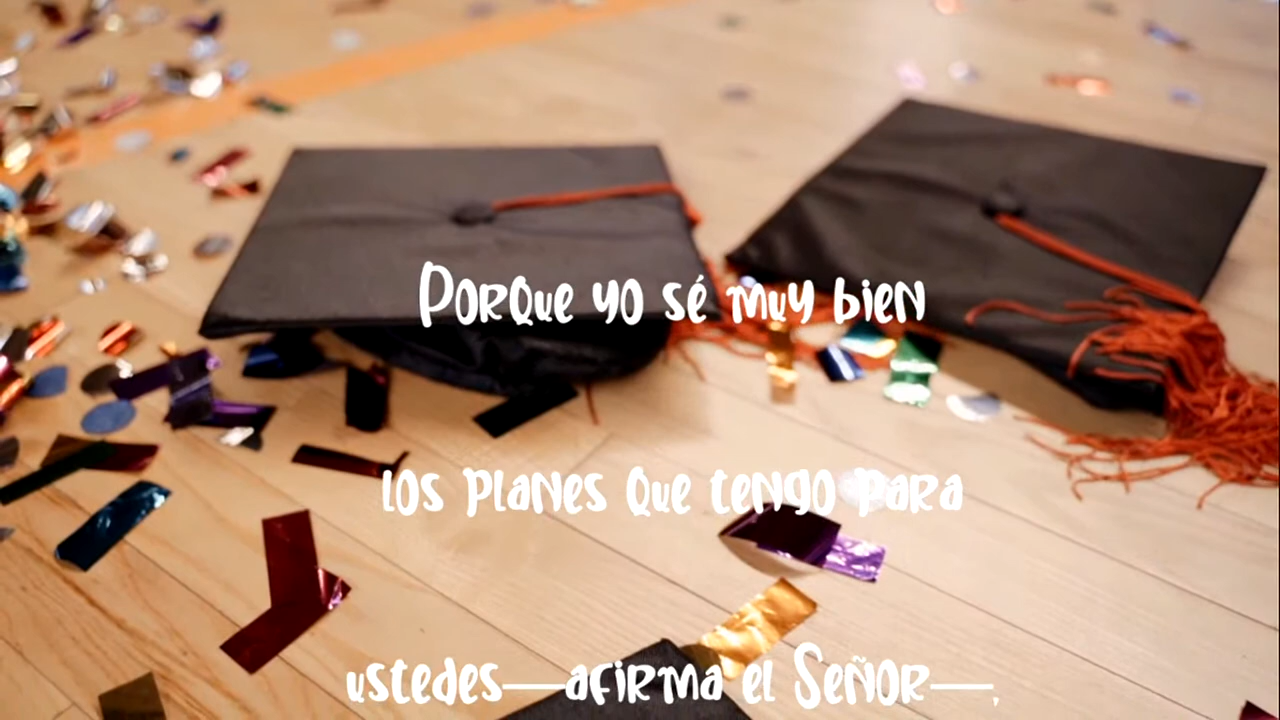 Porque yo sé muy bien
los planes que tengo para
ustedes—afirma el Señor—,